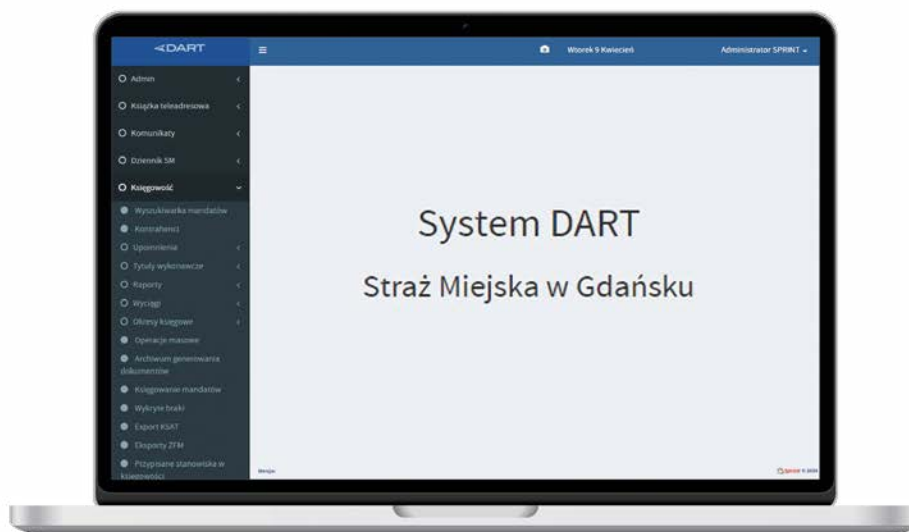 DART
Wtorek 9 Kwiecień
Administrator SPRINT
Admin
Książka teleadresowa
Komunikaty
Dziennik SM
Księgowość
Wyszukiwarka mandatów
Kontrahenci
Upomnienia
Tytuły wykonawcze
Raporty
Wyciągi
Okresy księgowe
Operacje masowe
Archiwum generowania
dokumentów
Księgowanie mandatów
Wykryte braki
Export KSAT
Eksporty ZFM
Przypisane stanowiska w
księgowości
System DART
Straż Miejska w Gdańsku
Wersja:
Sprint ©